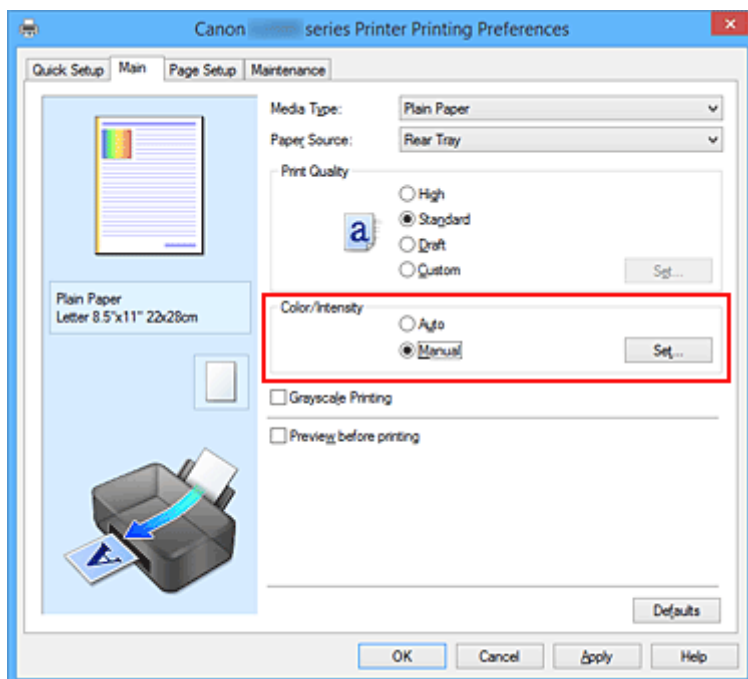 Canon series Printer Printing Preferences
Quick Setup Main Page Setup Maintenance
Media Type: Plain Paper
Paper Source: Rear Tray
Print Quality
High
Standard
Draft
Custom Set...
a
Plain Paper
Letter 8.5"x11" 22x28cm
Color/Intensity
Auto
Manual Set...
Grayscale Printing
Preview before printing
A
Defaults
OK Cancel Apply Help